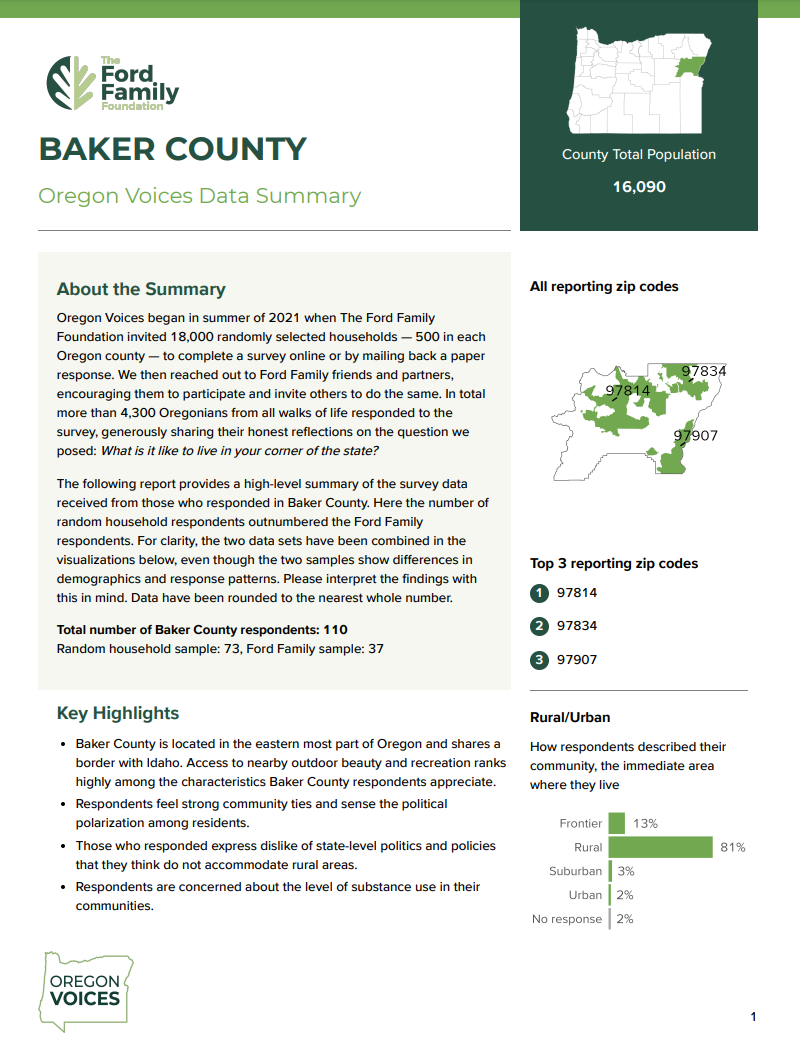 The
Ford
Family
Foundation
BAKER COUNTY
Oregon Voices Data Summary
County Total Population
16,090
About the Summary
Oregon Voices began in summer of 2021 when The Ford Family
Foundation invited 18,000 randomly selected households — 500 in each
Oregon county — to complete a survey online or by mailing back a paper
response. We then reached out to Ford Family friends and partners,
encouraging them to participate and invite others to do the same. In total
more than 4,300 Oregonians from all walks of life responded to the
survey, generously sharing their honest reflections on the question we
posed: What is it like to live in your corner of the state?
The following report provides a high-level summary of the survey data
received from those who responded in Baker County. Here the number of
random household respondents outnumbered the Ford Family
respondents. For clarity, the two data sets have been combined in the
visualizations below, even though the two samples show differences in
demographics and response patterns. Please interpret the findings with
this in mind. Data have been rounded to the nearest whole number.
Total number of Baker County respondents: 110
Random household sample: 73, Ford Family sample: 37
Key Highlights
• Baker County is located in the eastern most part of Oregon and shares a
border with Idaho. Access to nearby outdoor beauty and recreation ranks
highly among the characteristics Baker County respondents appreciate.
• Respondents feel strong community ties and sense the political
polarization among residents.
• Those who responded express dislike of state-level politics and policies
that they think do not accommodate rural areas.
• Respondents are concerned about the level of substance use in their
communities.
All reporting zip codes
97834
97814
97907
Top 3 reporting zip codes
1 97814
2 97834
3 97907
Rural/Urban
How respondents described their
community, the immediate area
where they live
Frontier 13%
Rural 81%
Suburban 3%
Urban 2%
No response 2%
OREGON
VOICES
1